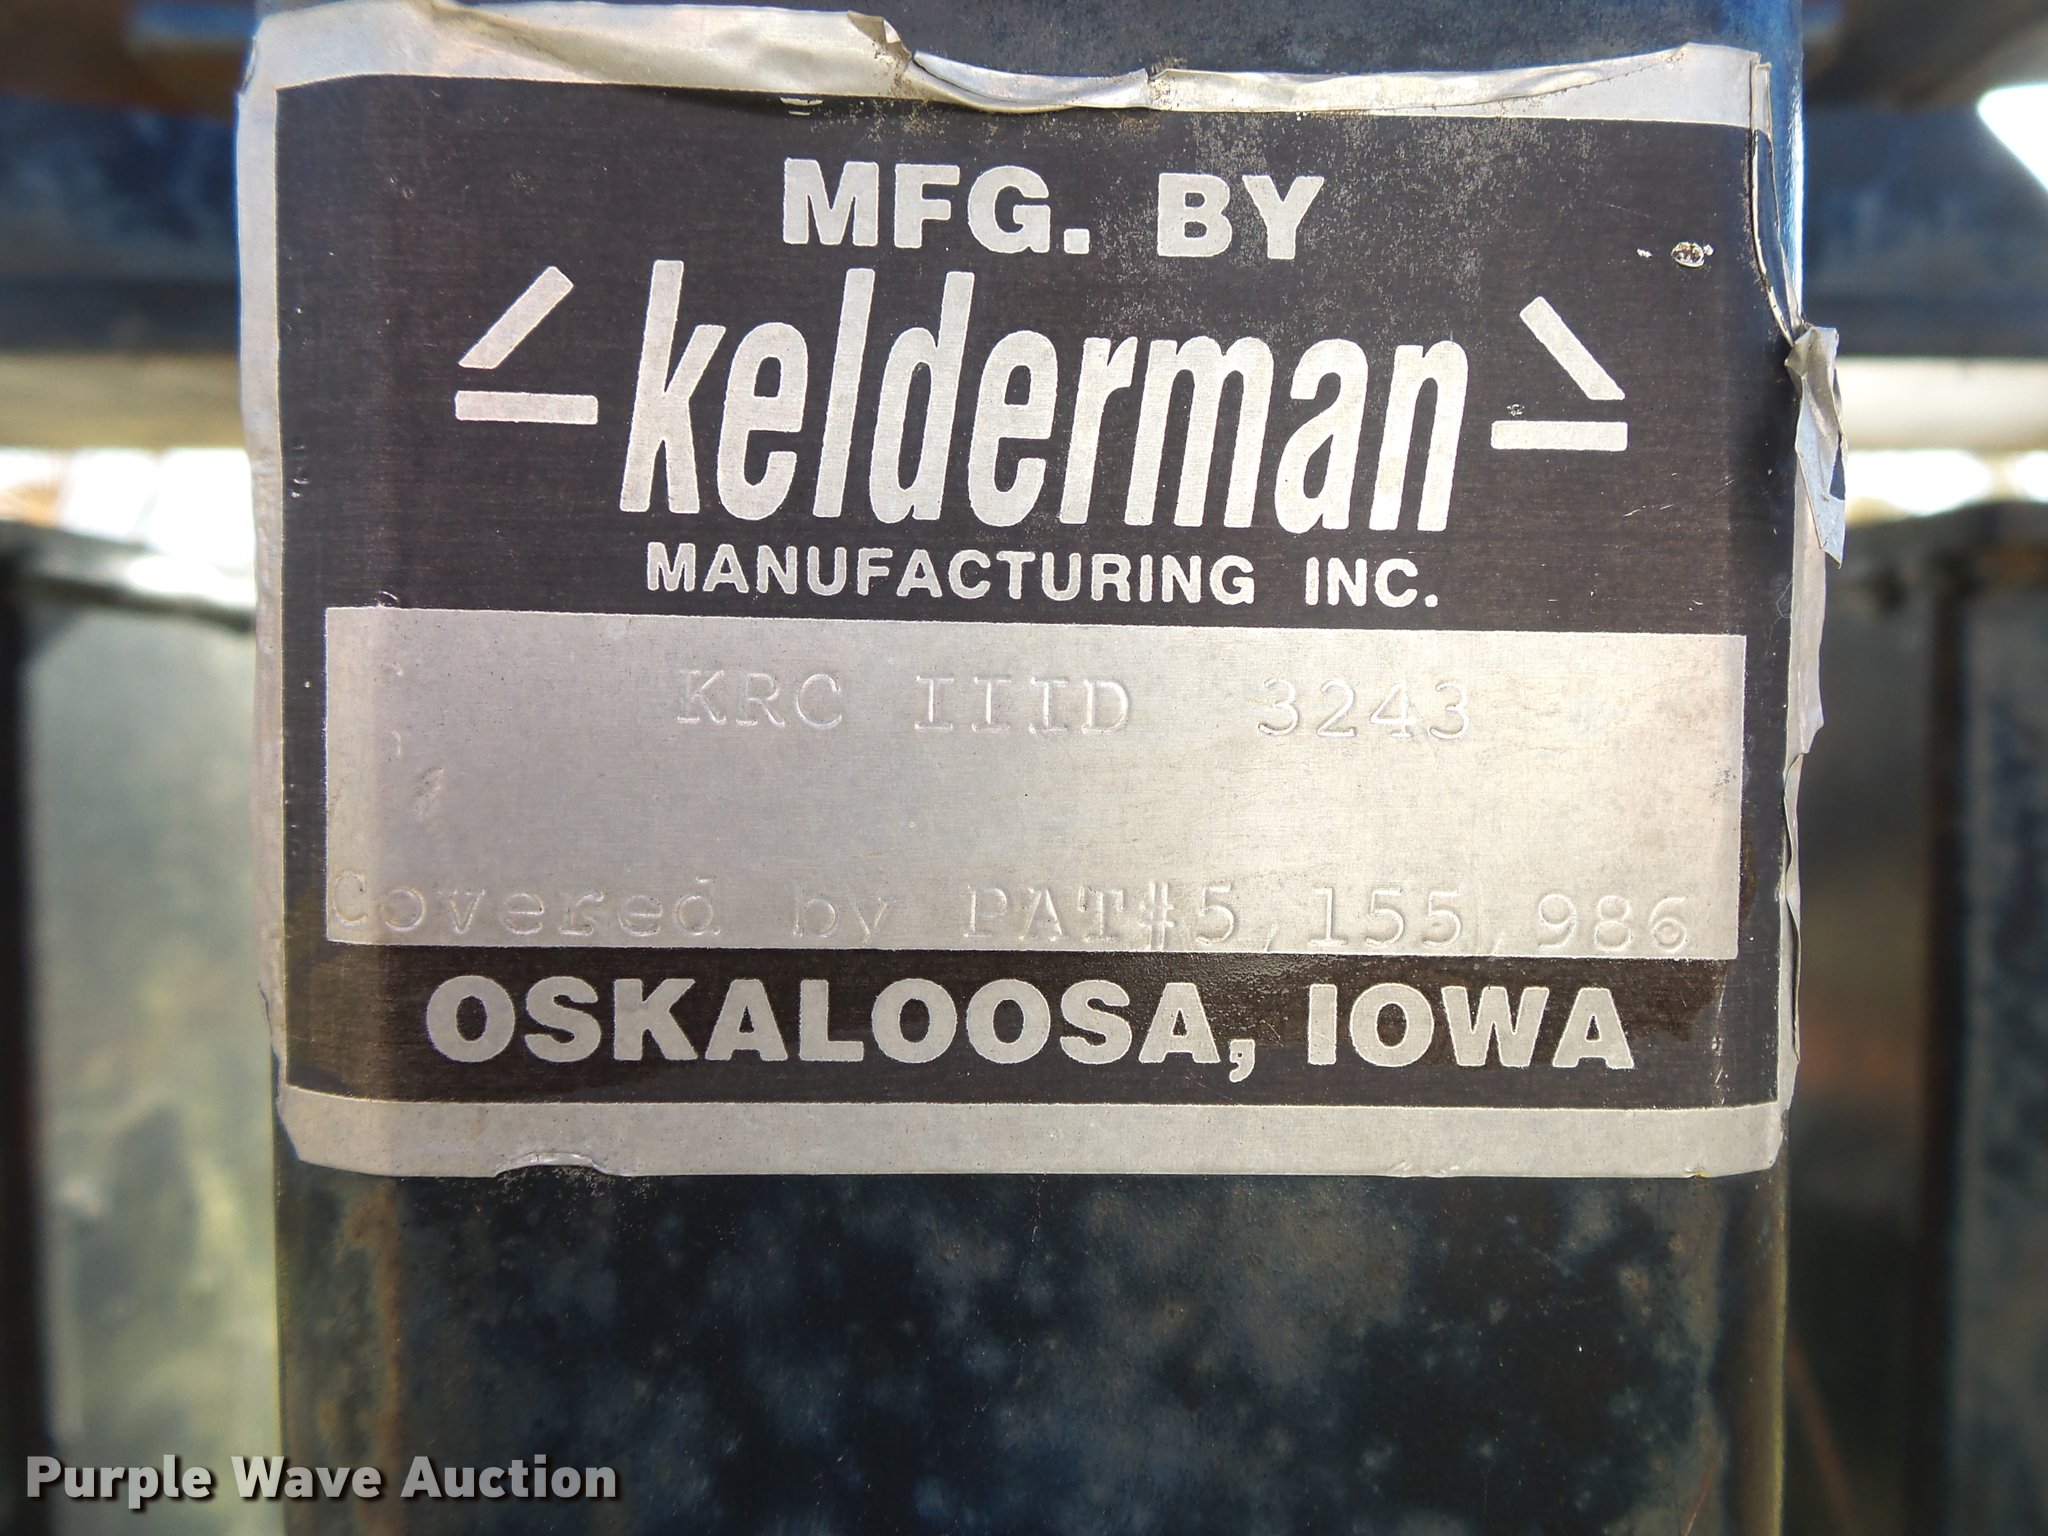 MFG. BY
kelderman
MANUFACTURING INC.
KRC IIID 3243
Covered by PAT#5,155,986
OSKALOOSA, IOWA
Purple Wave Auction